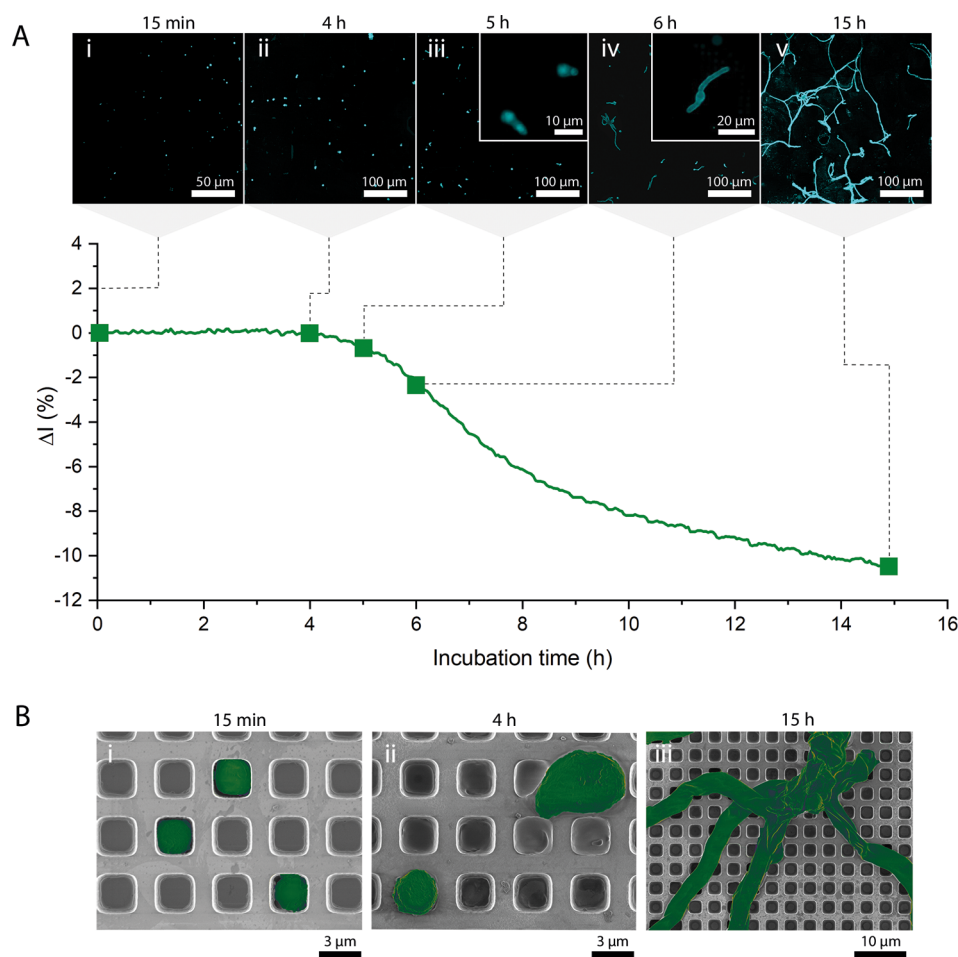 A
15 min
4 h
5 h
6 h
15 h
i
ii
iii
iv
v
10 µm
20 µm
50 µm
100 µm
100 µm
100 µm
100 µm
4
2
0
-2
-4
-6
-8
-10
-12
ΔI (%)
0 2 4 6 8 10 12 14 16
Incubation time (h)
B
15 min
4 h
15 h
i
ii
iii
3 µm
3 µm
10 µm